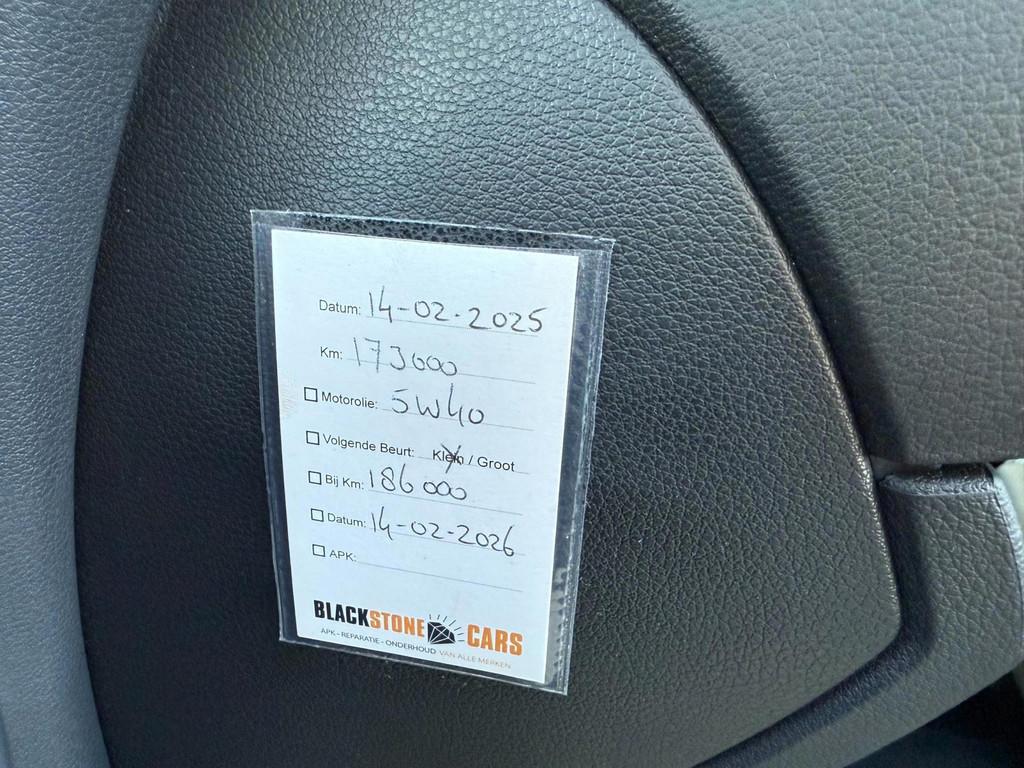 Datum: 14-02-2025
Km: 173000
Motorolie: 5W40
Volgende Beurt: Klein / Groot
Bij Km: 186000
Datum: 14-02-2026
APK:
BLACKSTONE CARS
APK - REPARATIE - ONDERHOUD VAN ALLE MERKEN